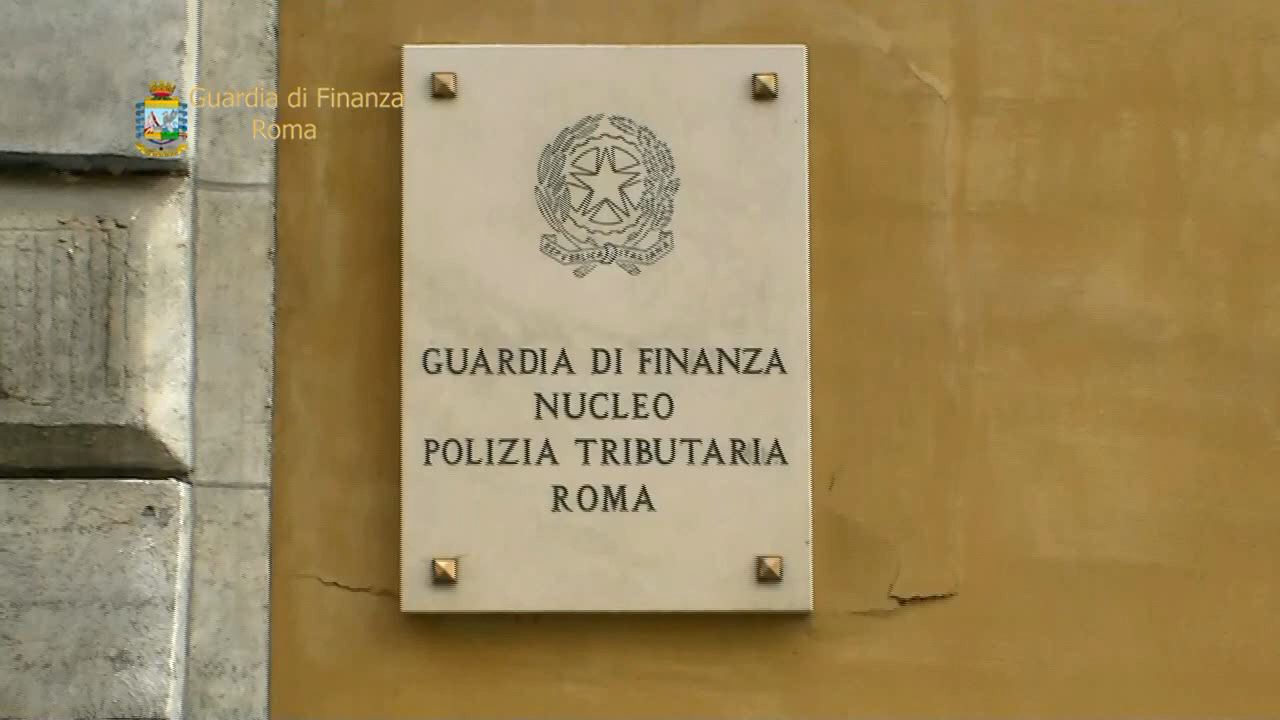 Guardia di Finanza
Roma
REPUBBLICA ITALIANA
GUARDIA DI FINANZA
NUCLEO
POLIZIA TRIBUTARIA
ROMA